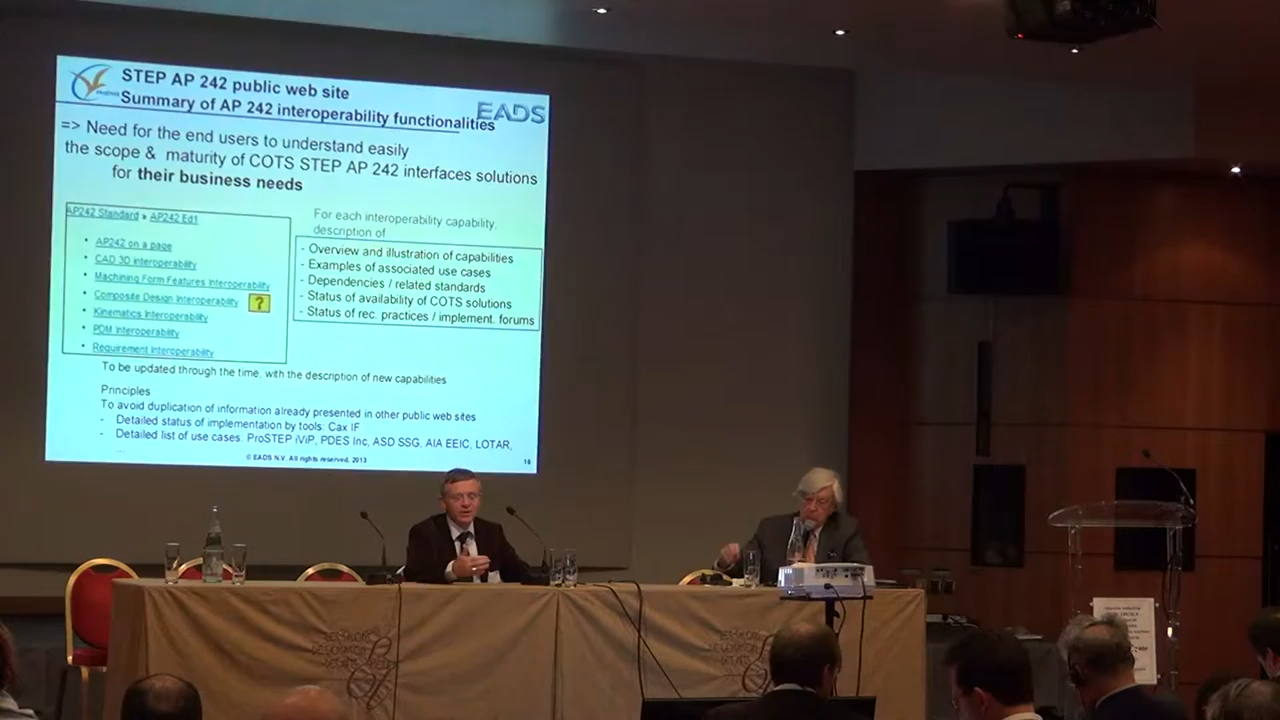 STEP AP 242 public web site
Summary of AP 242 interoperability functionalities
EADS
=> Need for the end users to understand easily
the scope & maturity of COTS STEP AP 242 interfaces solutions
for their business needs
AP242 Standard » AP242 Ed1
• AP242 on a page
• CAD 3D Interoperability
• Machining Form Features Interoperability
• Composite Design Interoperability
?
• Kinematics Interoperability
• PDM Interoperability
• Requirement Interoperability
For each interoperability capability,
description of
- Overview and illustration of capabilities
- Examples of associated use cases
- Dependencies / related standards
- Status of availability of COTS solutions
- Status of rec. practices / implement. forums
To be updated through the time, with the description of new capabilities
Principles
To avoid duplication of information already presented in other public web sites
- Detailed status of implementation by tools: Cax IF
- Detailed list of use cases: ProSTEP iViP, PDES Inc, ASD SSG, AIA EEIC, LOTAR,
...
© EADS N.V. All rights reserved, 2013
16